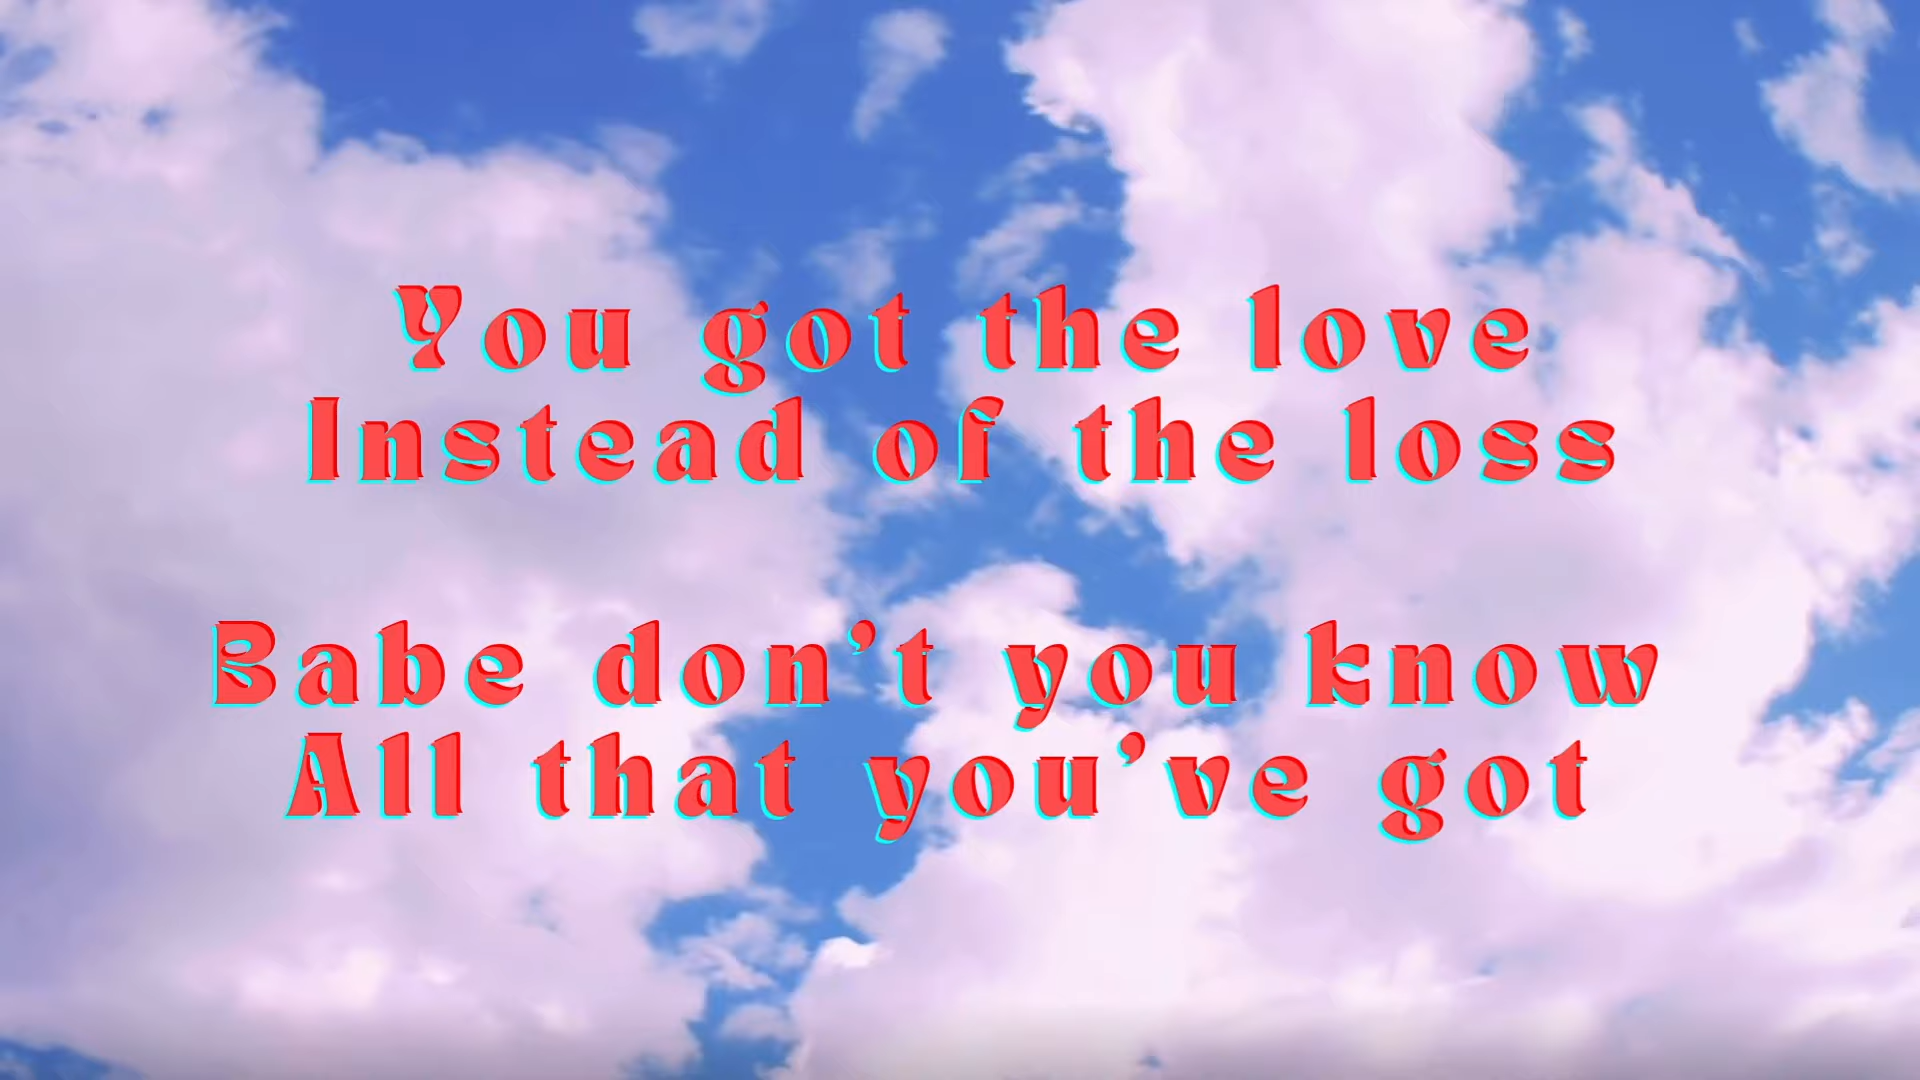 You got the love
Instead of the loss
Babe don't you know
All that you've got